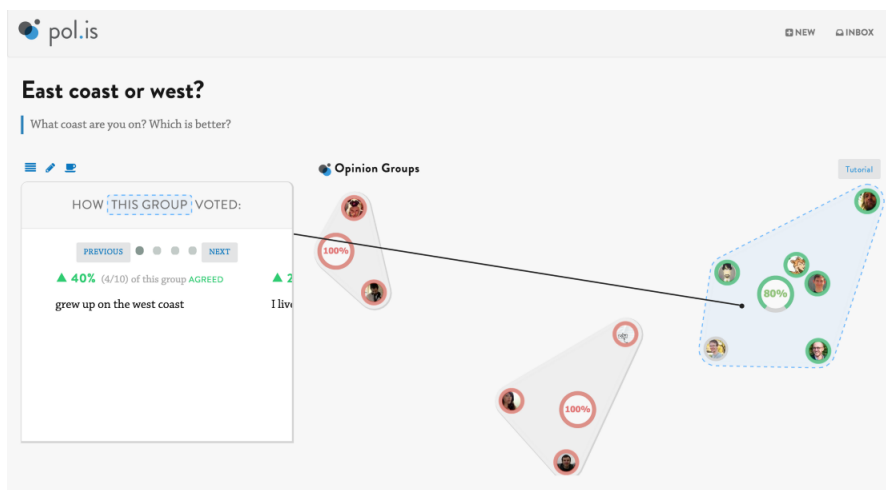 pol.is
NEW
INBOX
East coast or west?
What coast are you on? Which is better?
Opinion Groups
Tutorial
HOW THIS GROUP VOTED:
PREVIOUS
NEXT
▲ 40% (4/10) of this group AGREED
▲ 2
grew up on the west coast
I live
100%
80%
100%